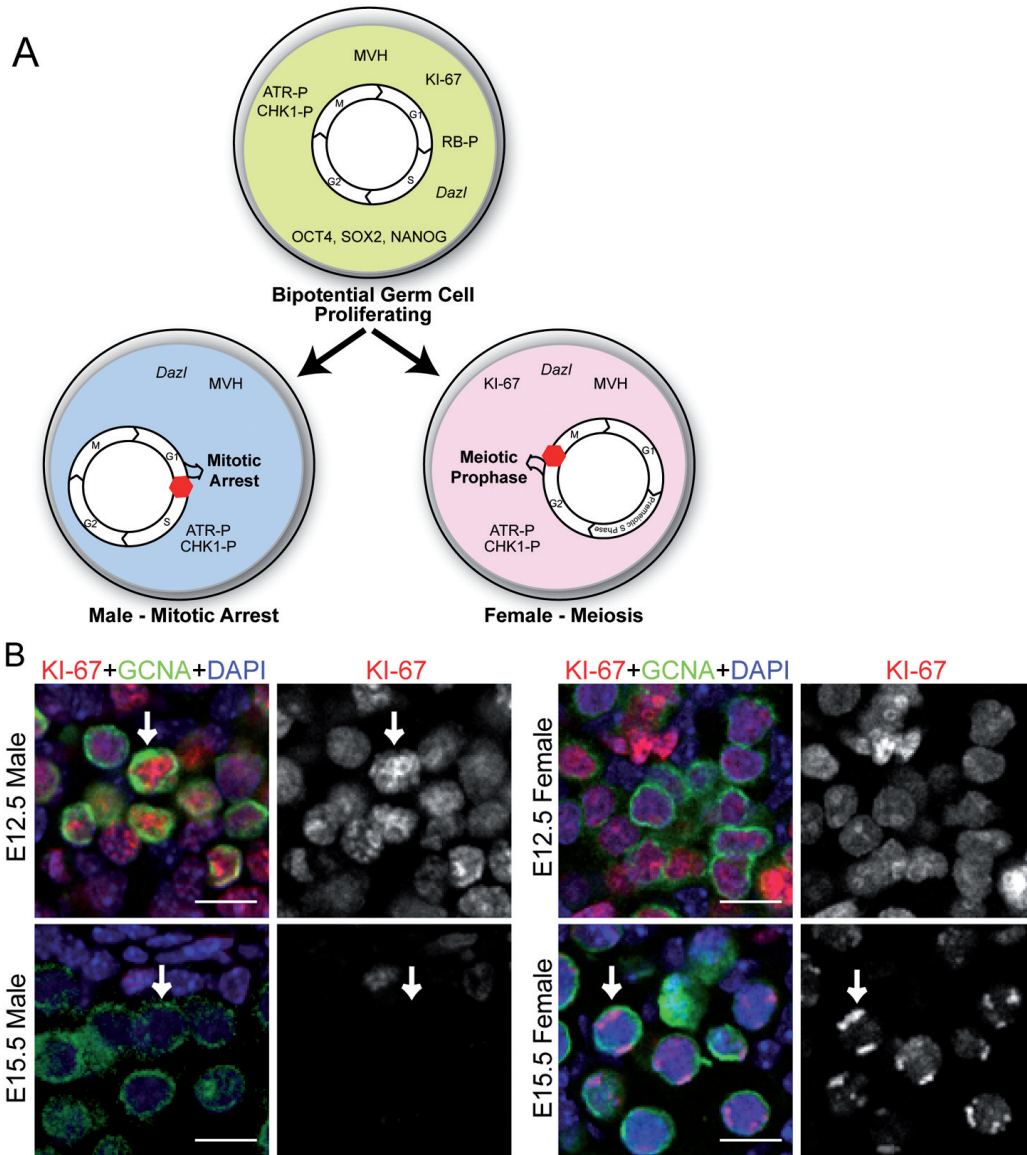 A
MVH
KI-67
ATR-P
CHK1-P
M
G1
RB-P
G2
S
DazI
OCT4, SOX2, NANOG
Bipotential Germ Cell
Proliferating
DazI
MVH
M
G1
Mitotic
Arrest
G2
S
ATR-P
CHK1-P
Male - Mitotic Arrest
KI-67
DazI
MVH
M
G1
Meiotic
Prophase
G2
Premeiotic S Phase
ATR-P
CHK1-P
Female - Meiosis
B
KI-67+GCNA+DAPI
KI-67
KI-67+GCNA+DAPI
KI-67
E12.5 Male
E12.5 Female
E15.5 Male
E15.5 Female